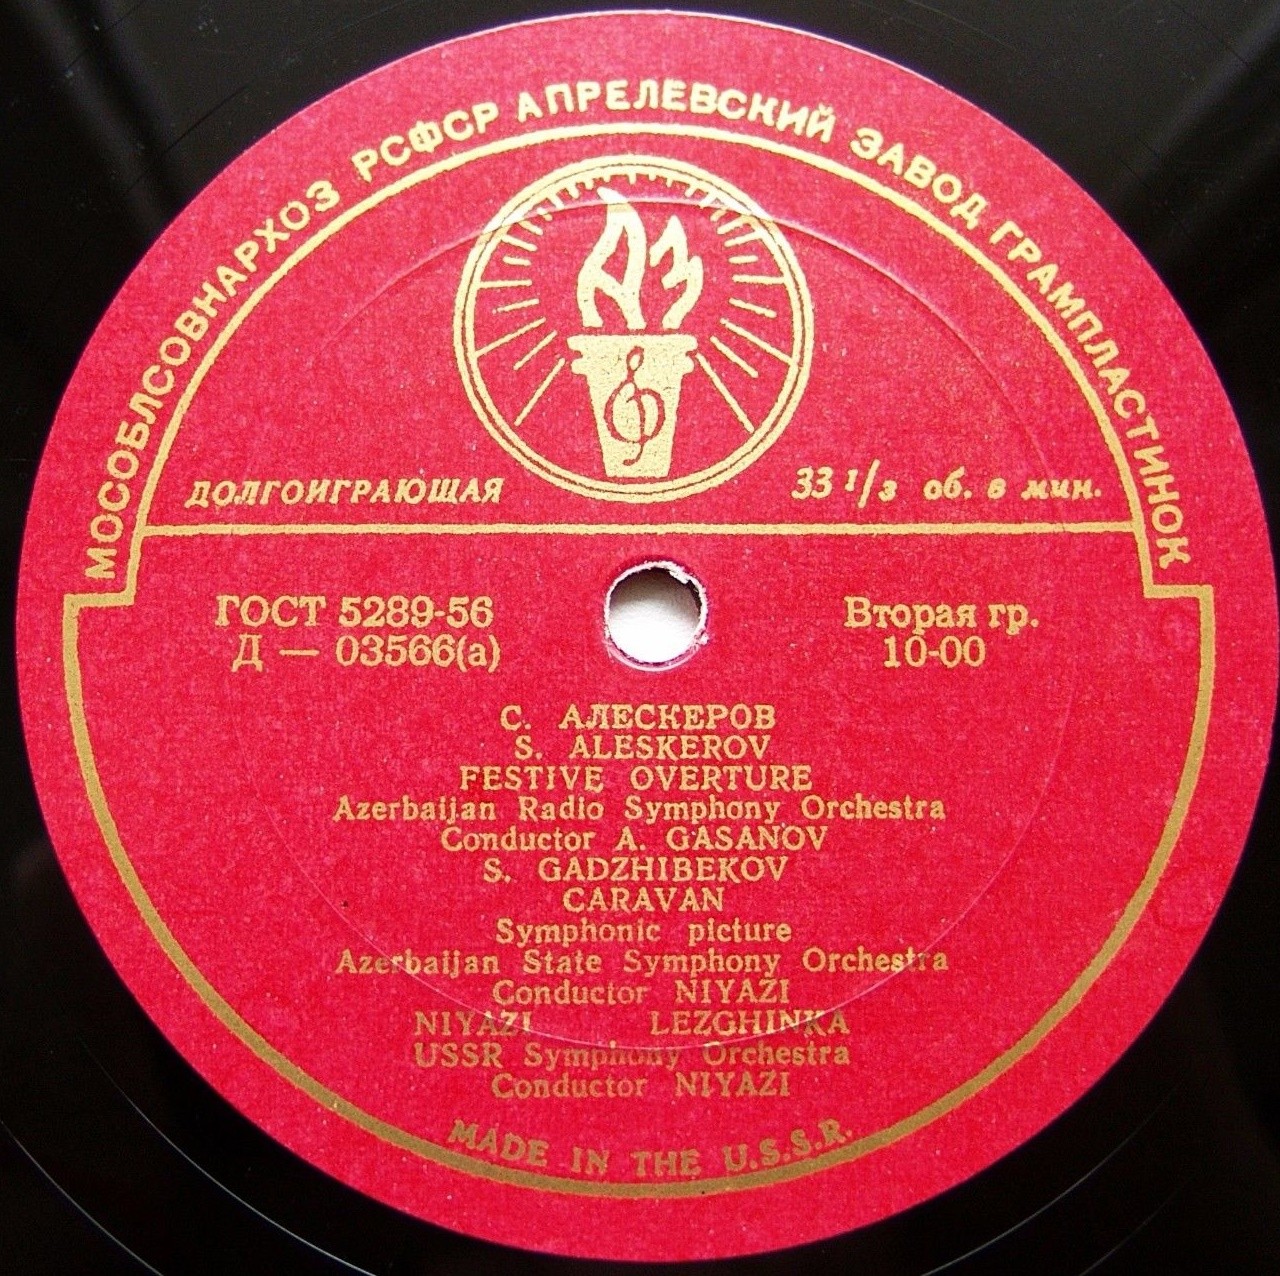 МОСОБЛСОВНАРХОЗ РСФСР АПРЕЛЕВСКИЙ ЗАВОД ГРАМПЛАСТИНОК
АЗ
ДОЛГОИГРАЮЩАЯ
33 1/3 об. в мин.
ГОСТ 5289-56
Д — 03566(а)
Вторая гр.
10-00
С. АЛЕСКЕРОВ
S. ALESKEROV
FESTIVE OVERTURE
Azerbaijan Radio Symphony Orchestra
Conductor A. GASANOV
S. GADZHIBEKOV
CARAVAN
Symphonic picture
Azerbaijan State Symphony Orchestra
Conductor NIYAZI
NIYAZI LEZGHINKA
USSR Symphony Orchestra
Conductor NIYAZI
MADE IN THE U.S.S.R.